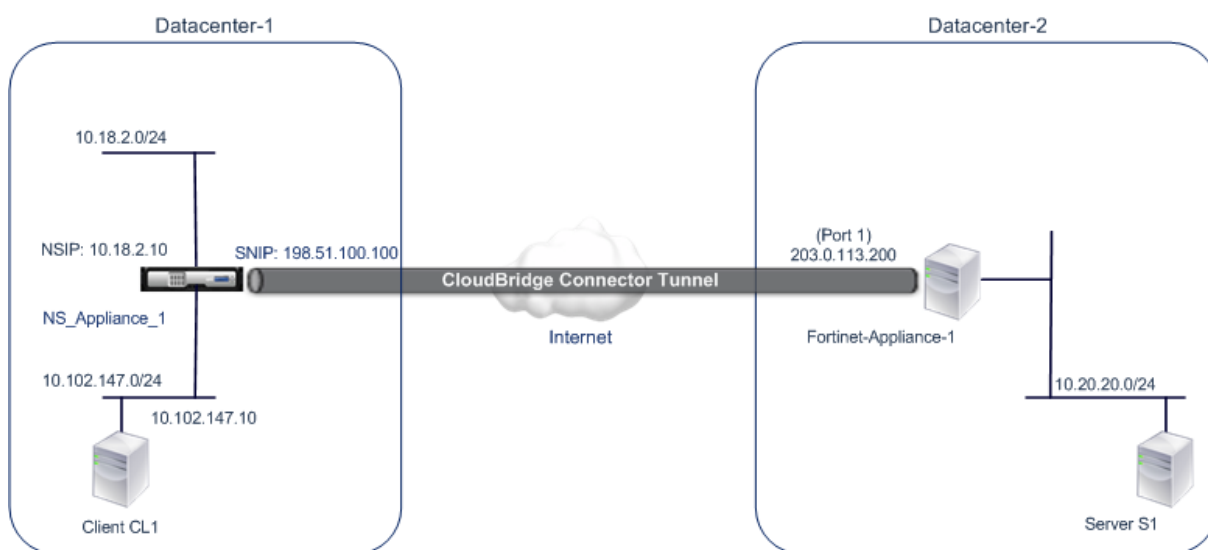 Datacenter-1
Datacenter-2
10.18.2.0/24
NSIP: 10.18.2.10
SNIP: 198.51.100.100
(Port 1)
203.0.113.200
CloudBridge Connector Tunnel
NS_Appliance_1
Internet
Fortinet-Appliance-1
10.102.147.0/24
10.102.147.10
10.20.20.0/24
Client CL1
Server S1